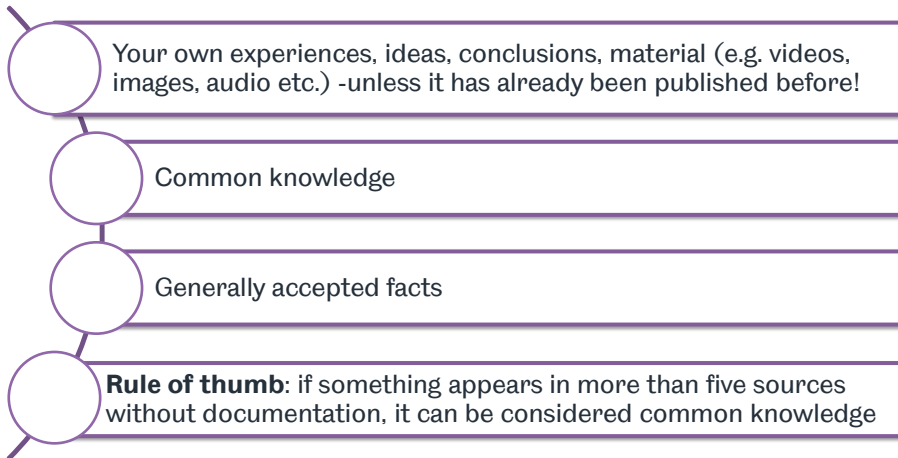 Your own experiences, ideas, conclusions, material (e.g. videos,
images, audio etc.) -unless it has already been published before!
Common knowledge
Generally accepted facts
Rule of thumb: if something appears in more than five sources
without documentation, it can be considered common knowledge